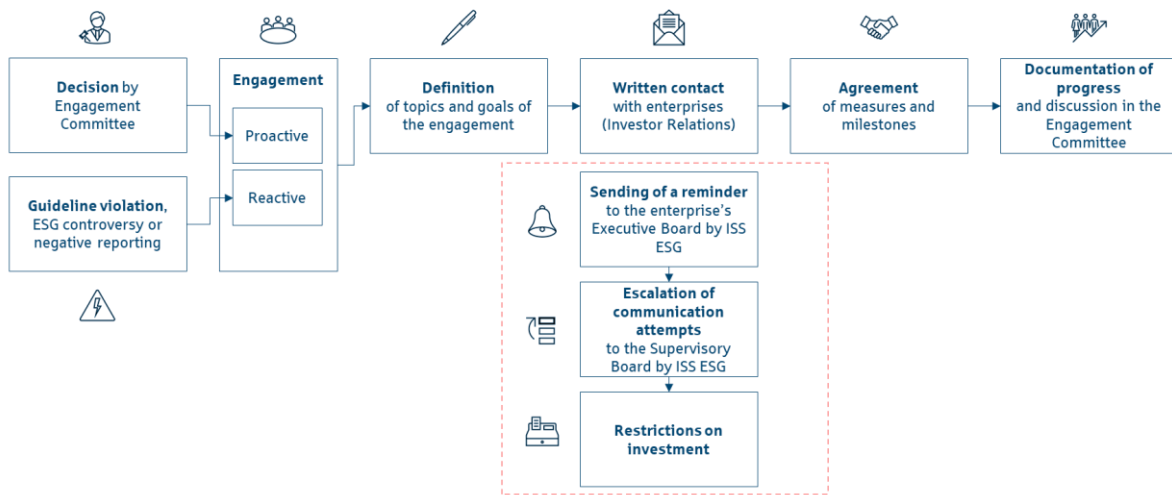 Decision by
Engagement
Committee
Guideline violation,
ESG controversy or
negative reporting
Engagement
Proactive
Reactive
Definition
of topics and goals of
the engagement
Written contact
with enterprises
(Investor Relations)
Agreement
of measures and
milestones
Documentation of
progress
and discussion in the
Engagement
Committee
Sending of a reminder
to the enterprise's
Executive Board by ISS
ESG
Escalation of
communication
attempts
to the Supervisory
Board by ISS ESG
Restrictions on
investment